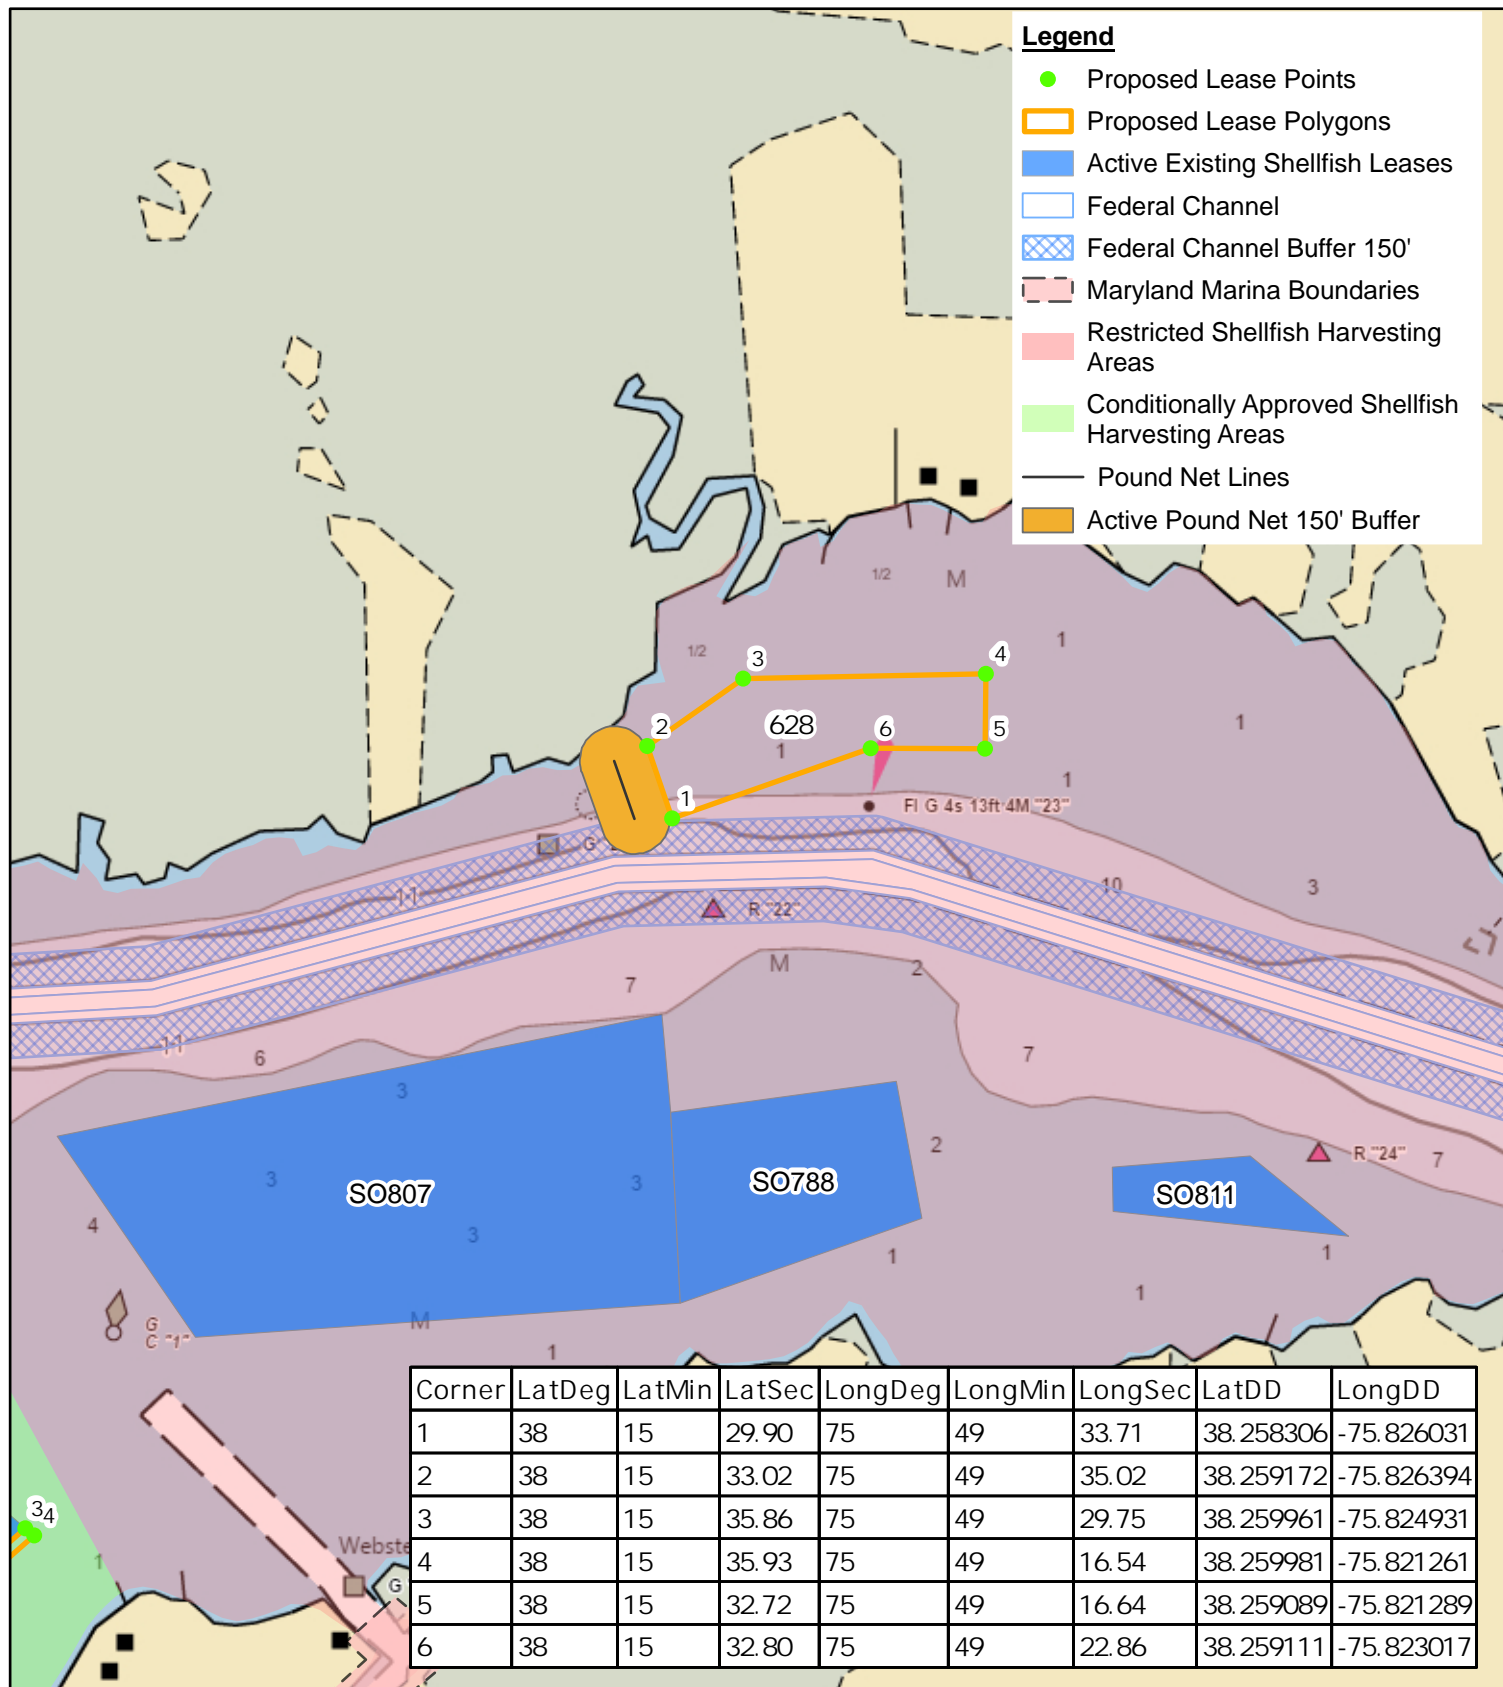 Legend
Proposed Lease Points
Proposed Lease Polygons
Active Existing Shellfish Leases
Federal Channel
Federal Channel Buffer 150'
Maryland Marina Boundaries
Restricted Shellfish Harvesting
Areas
Conditionally Approved Shellfish
Harvesting Areas
Pound Net Lines
Active Pound Net 150' Buffer
1/2
M
1
1/2
3
4
2
628
6
5
1
1
1
1
Fl G 4s 13ft 4M "23"
G
11
10
3
R "22"
M
2
7
11
6
7
3
2
R "24"
7
3
SO807
3
SO788
SO811
4
3
1
1
1
M
G
C "1"
1
Corner LatDeg LatMin LatSec LongDeg LongMin LongSec LatDD LongDD
1 38 15 29.90 75 49 33.71 38.258306 -75.826031
2 38 15 33.02 75 49 35.02 38.259172 -75.826394
3 38 15 35.86 75 49 29.75 38.259961 -75.824931
4 38 15 35.93 75 49 16.54 38.259981 -75.821261
5 38 15 32.72 75 49 16.64 38.259089 -75.821289
6 38 15 32.80 75 49 22.86 38.259111 -75.823017
3 4
1
Webste
G